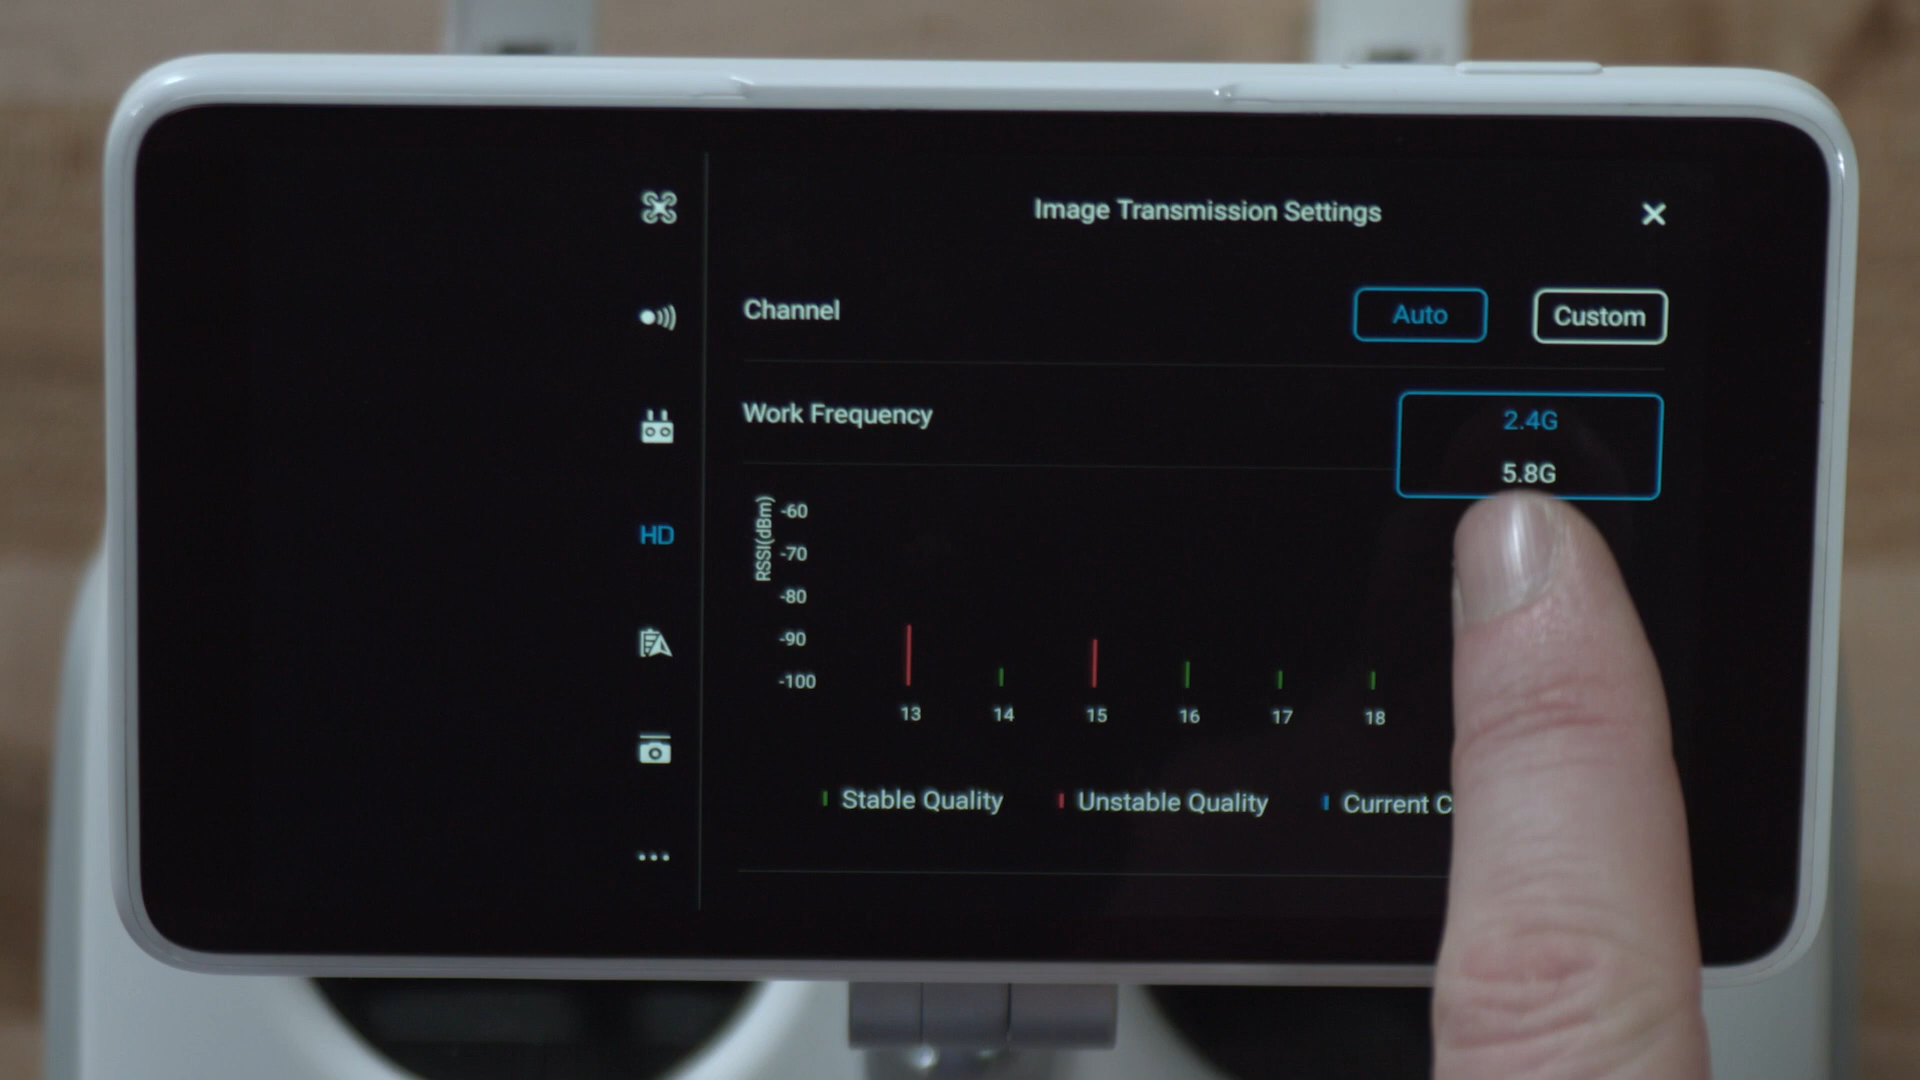 Image Transmission Settings
Channel
Auto
Custom
Work Frequency
2.4G
5.8G
RSSI(dBm)
-60
-70
-80
-90
-100
HD
13 14 15 16 17 18
Stable Quality
Unstable Quality
Current C